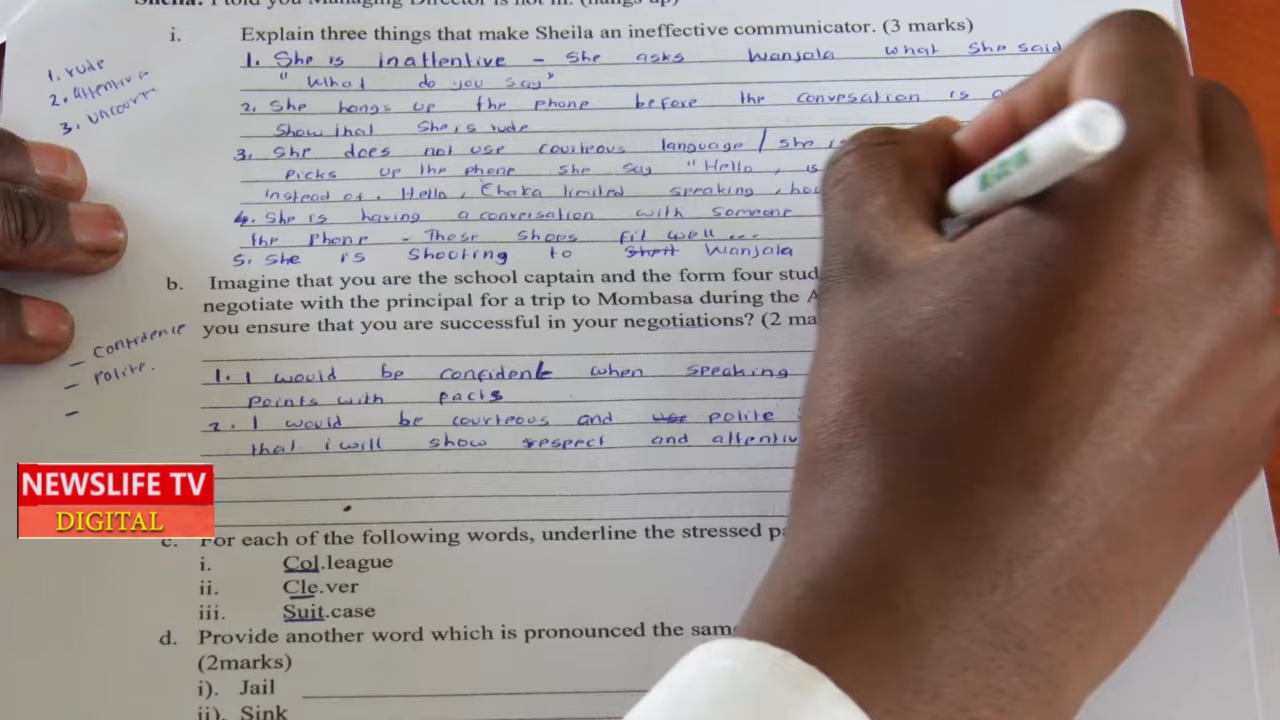 Sheila: I told you Managing Director is not in. (hangs up)
i. Explain three things that make Sheila an ineffective communicator. (3 marks)
1. She is inattentive - She asks Wanjala what she said
"What do you say"
2. She hangs up the phone before the convesation is
Show that She is rude
3. She does not use courteous language / she is
Picks up the phone she say "Hello, is
instead of. Hello, Chaka limited speaking, how
4. She is having a conversation with someone
the phone - These shoes fit well ...
5. She is shouting to Wanjala
1. rude
2. attentive
3. uncourt
b. Imagine that you are the school captain and the form four stud
negotiate with the principal for a trip to Mombasa during the A
you ensure that you are successful in your negotiations? (2 ma
- Confidence
- Polite.
-
1. I would be confident when speaking
Points with facts
2. I would be courteous and use polite
that i will show respect and attentiv
NEWSLIFE TV
DIGITAL
c. For each of the following words, underline the stressed pa
i. Col.league
ii. Cle.ver
iii. Suit.case
d. Provide another word which is pronounced the same
(2marks)
i). Jail
ii). Sink